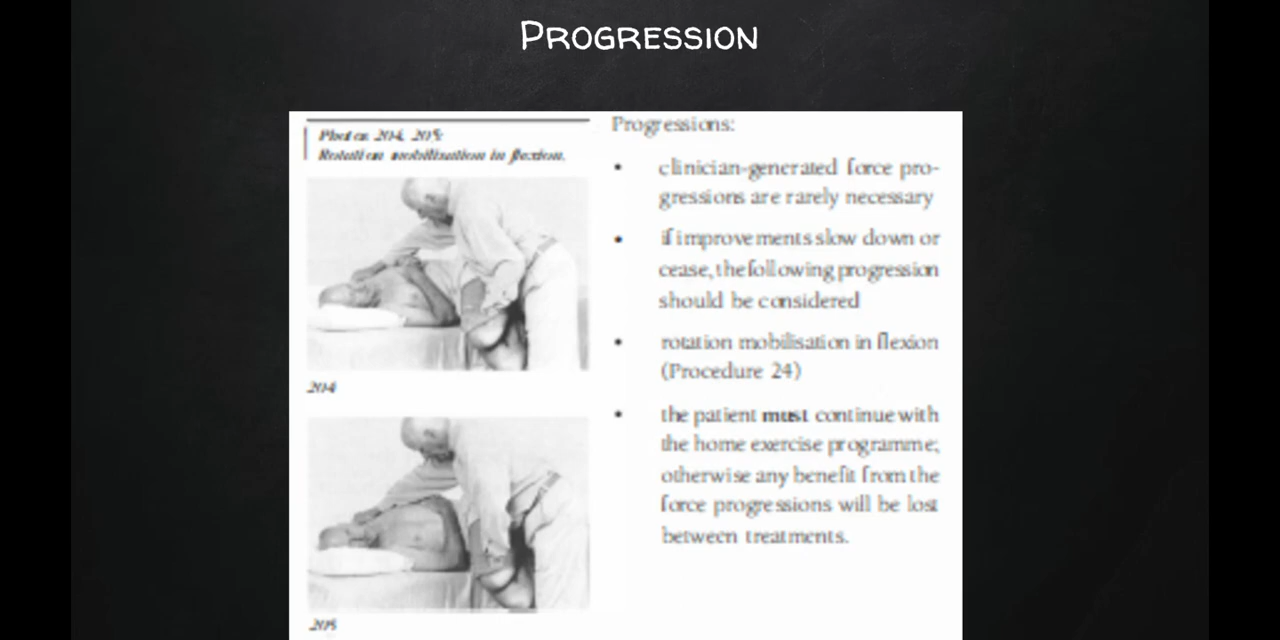 PROGRESSION
Photos 204, 205:
Rotation mobilisation in flexion.
204
205
Progressions:
• clinician-generated force pro-
gressions are rarely necessary
• if improvements slow down or
cease, the following progression
should be considered
• rotation mobilisation in flexion
(Procedure 24)
• the patient must continue with
the home exercise programme;
otherwise any benefit from the
force progressions will be lost
between treatments.